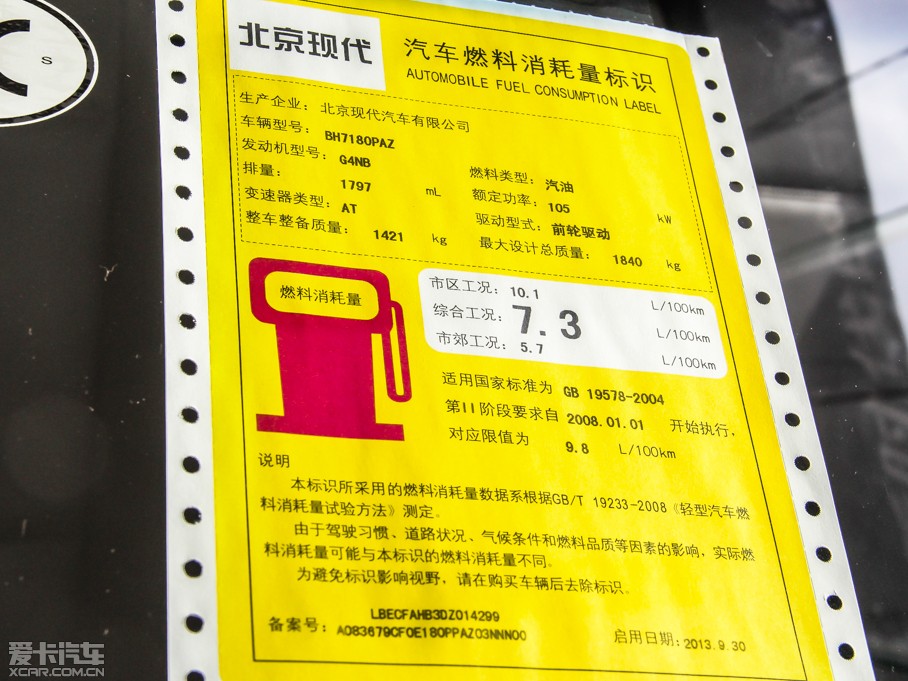 S
北京现代
汽车燃料消耗量标识
AUTOMOBILE FUEL CONSUMPTION LABEL
生产企业: 北京现代汽车有限公司
车辆型号: BH7180PAZ
发动机型号: G4NB 燃料类型: 汽油
排量: 1797 mL 额定功率: 105 kW
变速器类型: AT 驱动型式: 前轮驱动
整车整备质量: 1421 kg 最大设计总质量: 1840 kg
燃料消耗量
市区工况: 10.1 L/100km
综合工况: 7.3 L/100km
市郊工况: 5.7 L/100km
适用国家标准为 GB 19578-2004
第II阶段要求自 2008.01.01 开始执行,
对应限值为 9.8 L/100km
说明
本标识所采用的燃料消耗量数据系根据GB/T 19233-2008《轻型汽车燃
料消耗量试验方法》测定。
由于驾驶习惯、道路状况、气候条件和燃料品质等因素的影响, 实际燃
料消耗量可能与本标识的燃料消耗量不同。
为避免标识影响视野, 请在购买车辆后去除标识。
LBECFAHB3DZ014299
备案号: A083679CF0E180PPAZ03NNN00 启用日期: 2013.9.30
爱卡汽车
XCAR.COM.CN